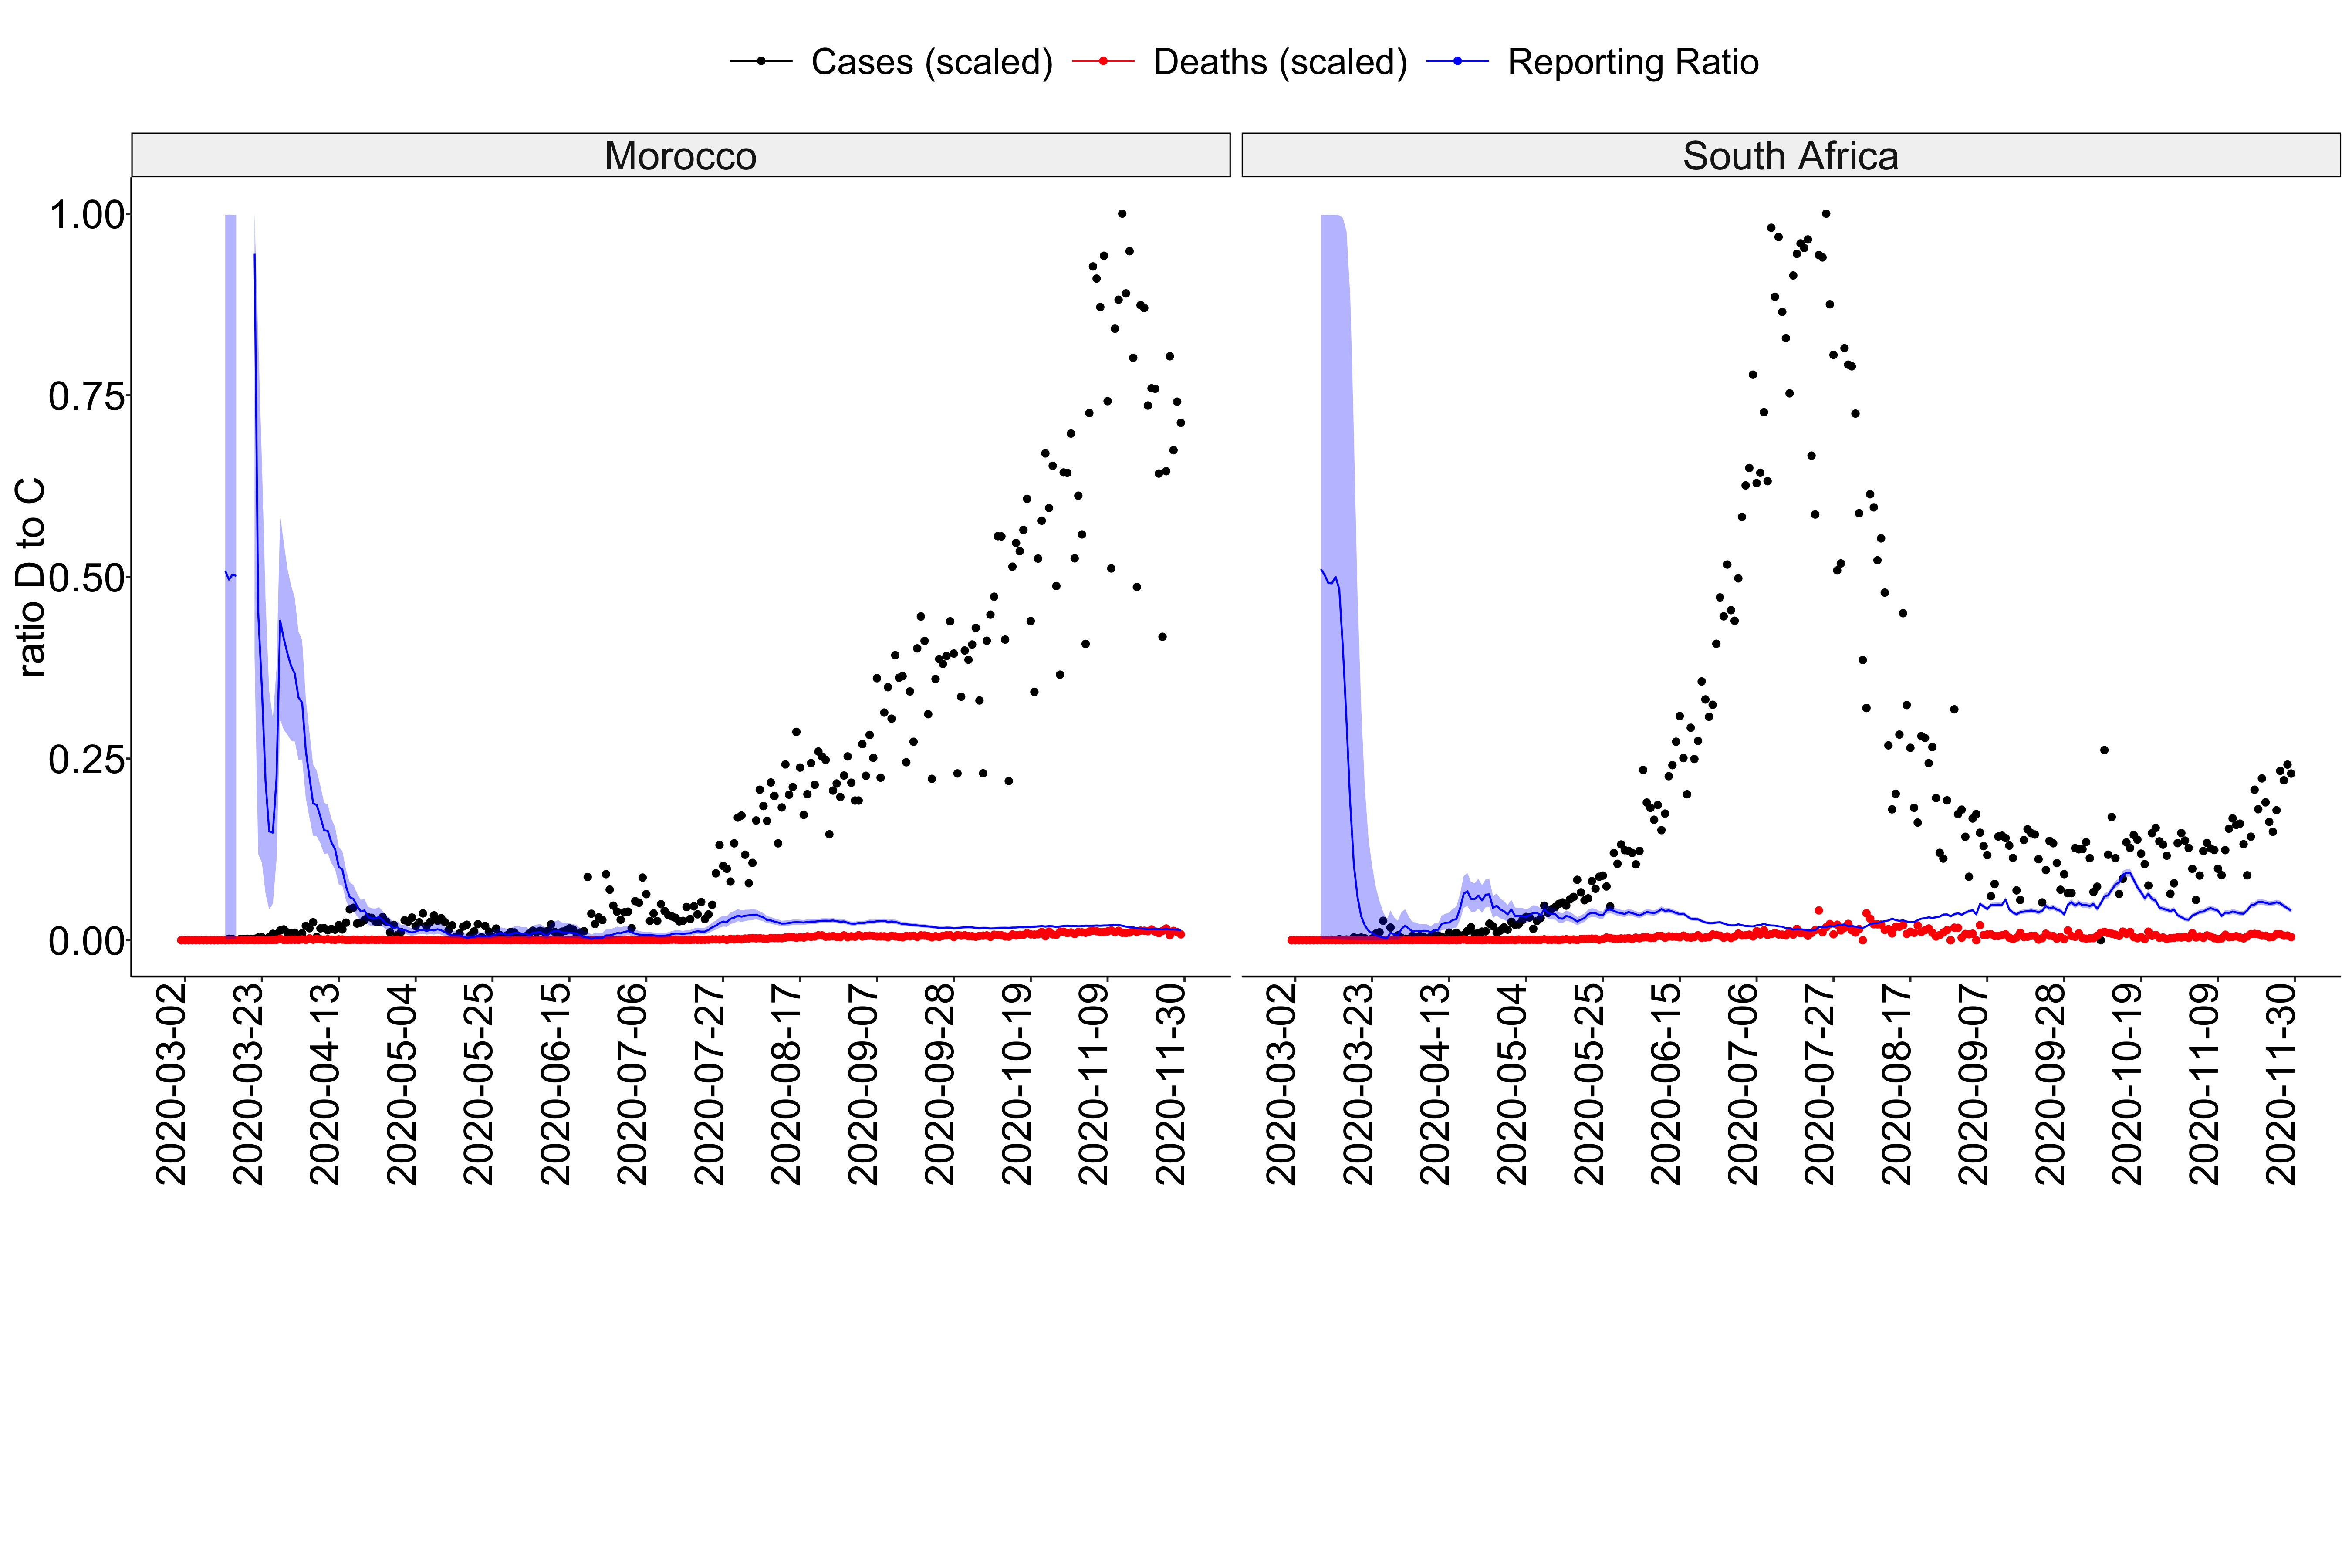 Cases (scaled) Deaths (scaled) Reporting Ratio
Morocco South Africa
ratio D to C
1.00
0.75
0.50
0.25
0.00
2020-03-02 2020-03-23 2020-04-13 2020-05-04 2020-05-25 2020-06-15 2020-07-06 2020-07-27 2020-08-17 2020-09-07 2020-09-28 2020-10-19 2020-11-09 2020-11-30 2020-03-02 2020-03-23 2020-04-13 2020-05-04 2020-05-25 2020-06-15 2020-07-06 2020-07-27 2020-08-17 2020-09-07 2020-09-28 2020-10-19 2020-11-09 2020-11-30